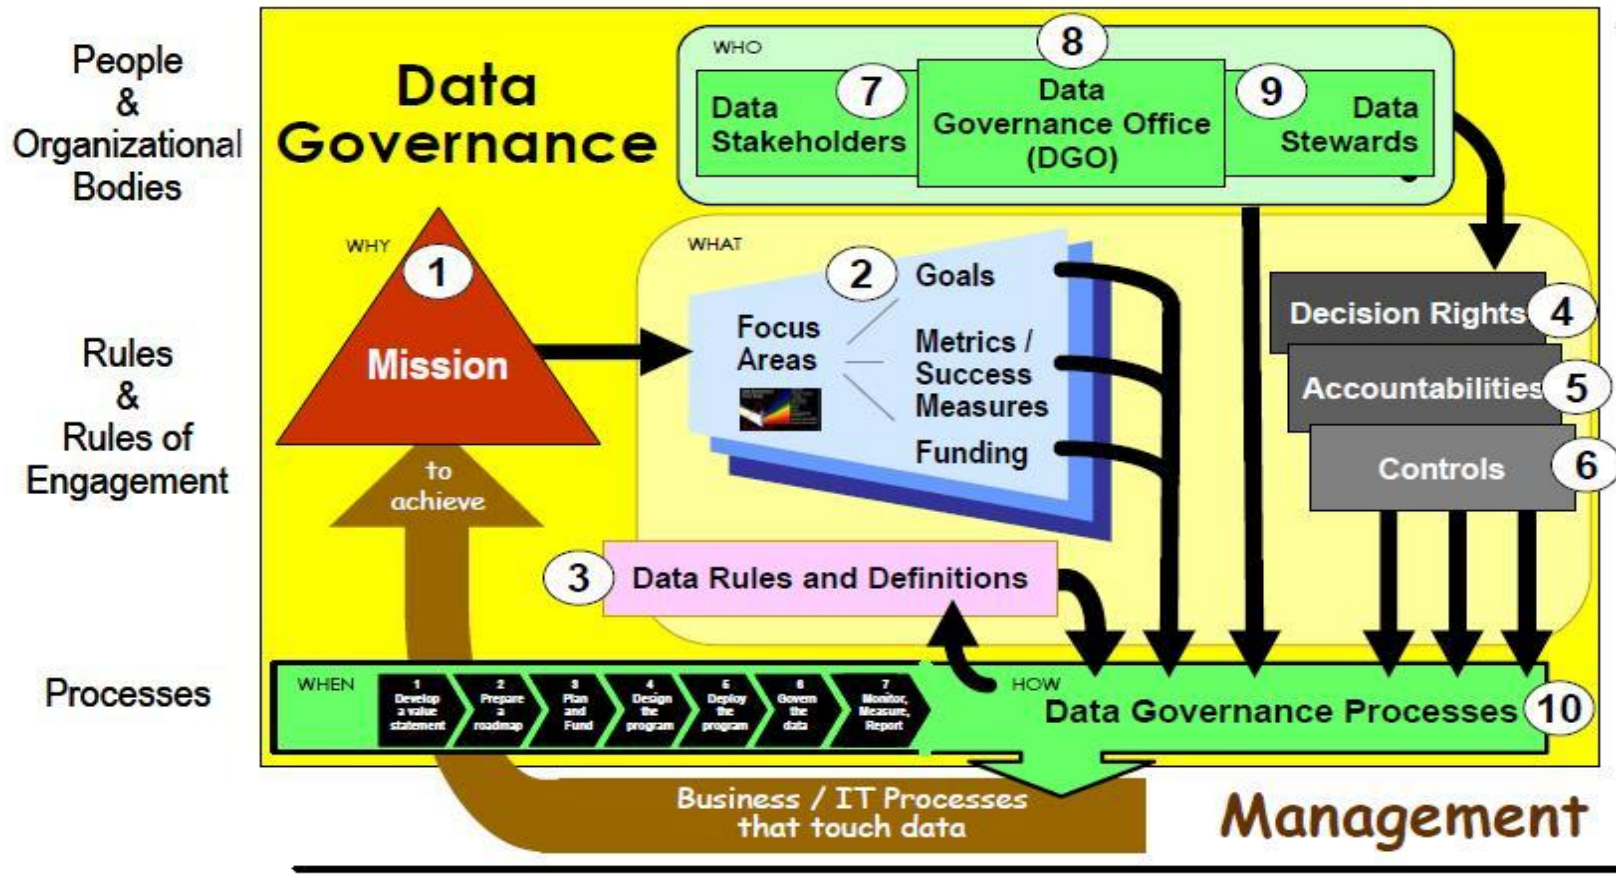 People
&
Organizational
Bodies
Rules
&
Rules of
Engagement
Processes
Data
Governance
WHO
7
8
9
Data
Stakeholders
Data
Governance Office
(DGO)
Data
Stewards
WHY
1
Mission
to
achieve
WHAT
2
Focus
Areas
Goals
Metrics /
Success
Measures
Funding
Decision Rights
4
Accountabilities
5
Controls
6
3
Data Rules and Definitions
WHEN
1
Develop
a value
statement
2
Prepare
a
roadmap
3
Plan
and
Fund
4
Design
the
program
5
Deploy
the
program
6
Govern
the
data
7
Monitor,
Measure,
Report
HOW
Data Governance Processes
10
Business / IT Processes
that touch data
Management